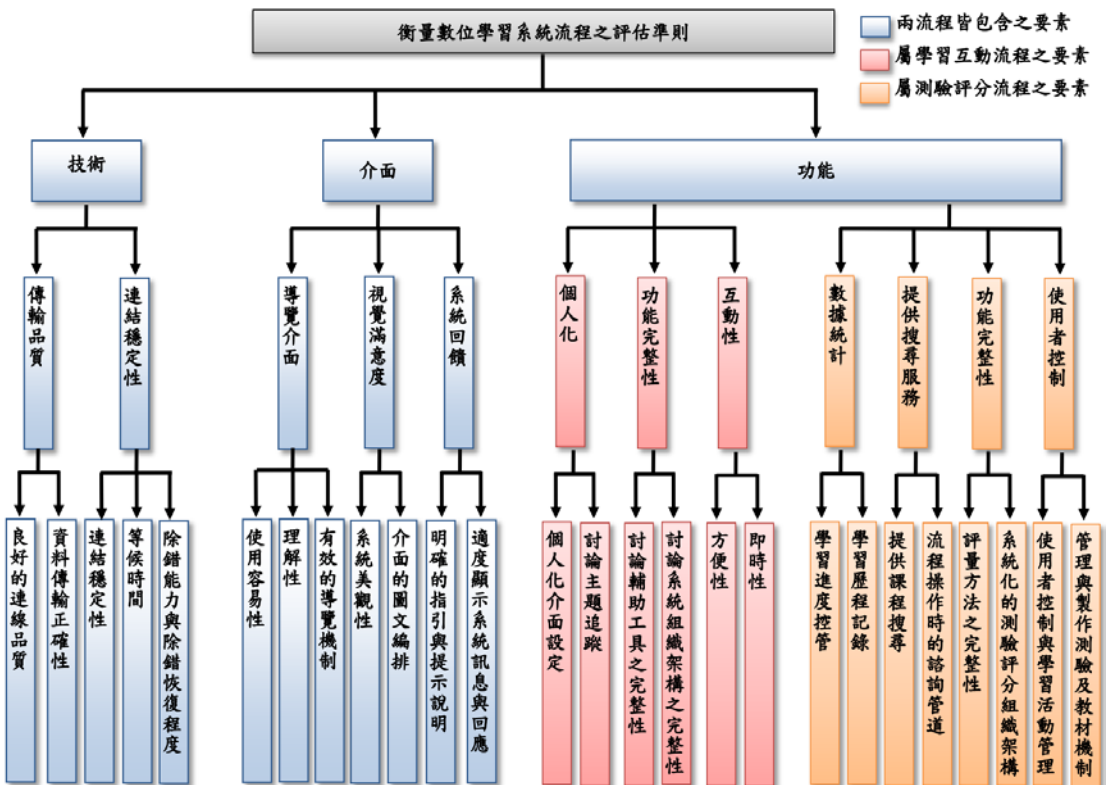 衡量數位學習系統流程之評估準則
兩流程皆包含之要素
屬學習互動流程之要素
屬測驗評分流程之要素
技術
介面
功能
傳輸品質
連結穩定性
導覽介面
視覺滿意度
系統回饋
個人化
功能完整性
互動性
數據統計
提供搜尋服務
功能完整性
使用者控制
良好的連線品質
資料傳輸正確性
連結穩定性
等候時間
除錯能力與除錯恢復程度
使用容易性
理解性
有效的導覽機制
系統美觀性
介面的圖文編排
明確的指引與提示說明
適度顯示系統訊息與回應
個人化介面設定
討論主題追蹤
討論輔助工具之完整性
討論系統組織架構之完整性
方便性
即時性
學習進度控管
學習歷程記錄
提供課程搜尋
流程操作時的諮詢管道
評量方法之完整性
系統化的測驗評分組織架構
使用者控制與學習活動管理
管理與製作測驗及教材機制